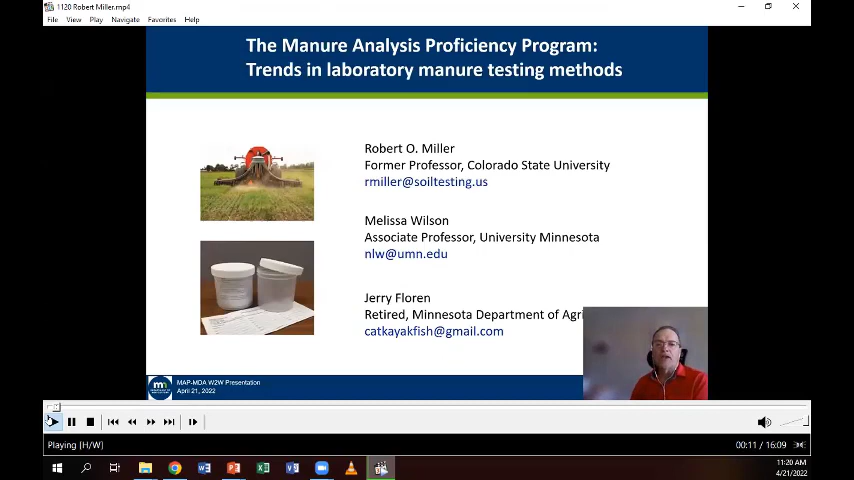 1120 Robert Miller.mp4
File View Play Navigate Favorites Help
The Manure Analysis Proficiency Program:
Trends in laboratory manure testing methods
Robert O. Miller
Former Professor, Colorado State University
rmiller@soiltesting.us
Melissa Wilson
Associate Professor, University Minnesota
nlw@umn.edu
Jerry Floren
Retired, Minnesota Department of Agri
catkayakfish@gmail.com
MAP-MDA W2W Presentation
April 21, 2022
Playing [H/W]
00:11 / 16:09
11:20 AM
4/21/2022